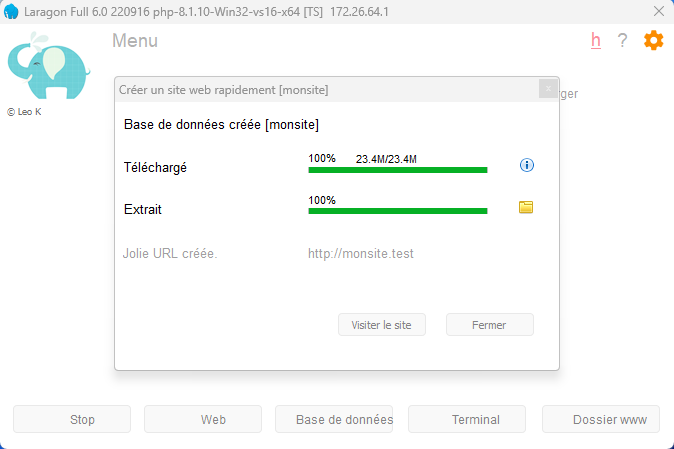 Laragon Full 6.0 220916 php-8.1.10-Win32-vs16-x64 [TS] 172.26.64.1
Menu
h ?
© Leo K
ger
Créer un site web rapidement [monsite]
Base de données créée [monsite]
100% 23.4M/23.4M
Téléchargé
100%
Extrait
Jolie URL créée. http://monsite.test
Visiter le site Fermer
Stop Web Base de données Terminal Dossier www